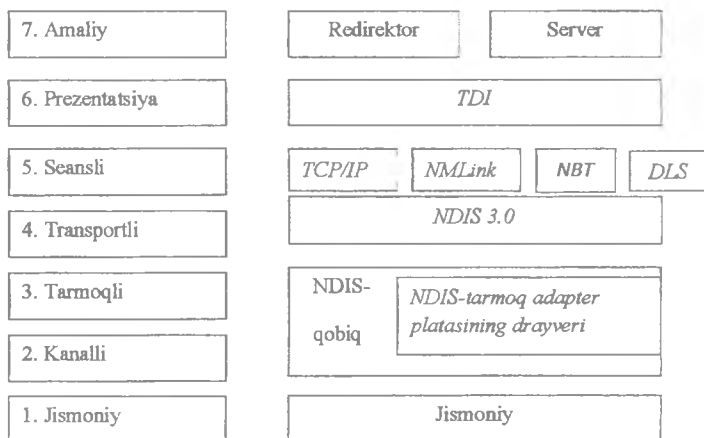 7. Amaliy
Redirektor
Server
6. Prezentatsiya
TDI
5. Seansli
TCP/IP
NMLink
NBT
DLS
4. Transportli
NDIS 3.0
3. Tarmoqli
NDIS-
qobiq
NDIS-tarmoq adapter
platasining drayveri
2. Kanalli
1. Jismoniy
Jismoniy